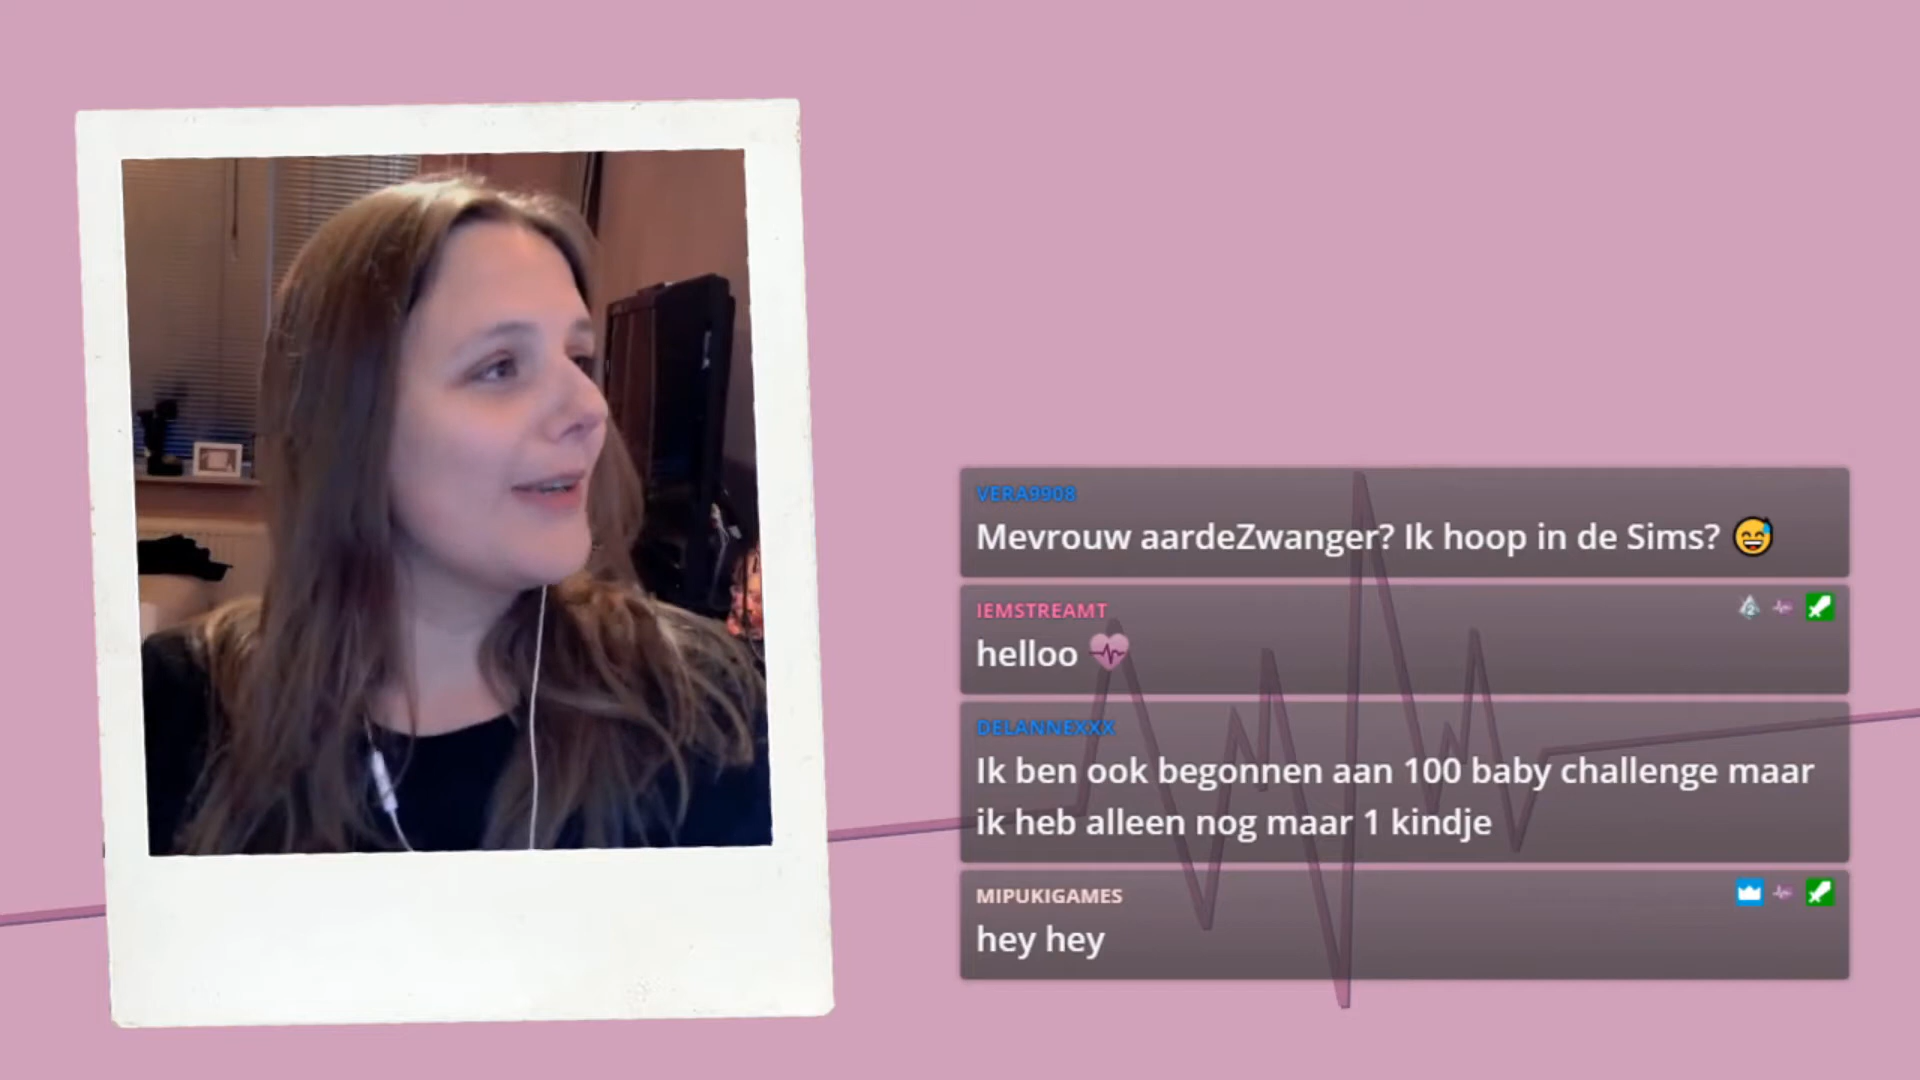 VERA9908
Mevrouw aardeZwanger? Ik hoop in de Sims? 😅
IEMSTREAMT
helloo
DELANNEXXX
Ik ben ook begonnen aan 100 baby challenge maar
ik heb alleen nog maar 1 kindje
MIPUKIGAMES
hey hey